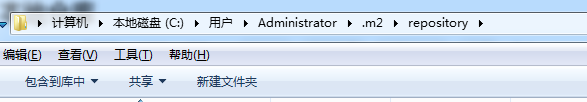 计算机 本地磁盘 (C:) 用户 Administrator .m2 repository
编辑(E) 查看(V) 工具(T) 帮助(H)
包含到库中 共享 新建文件夹